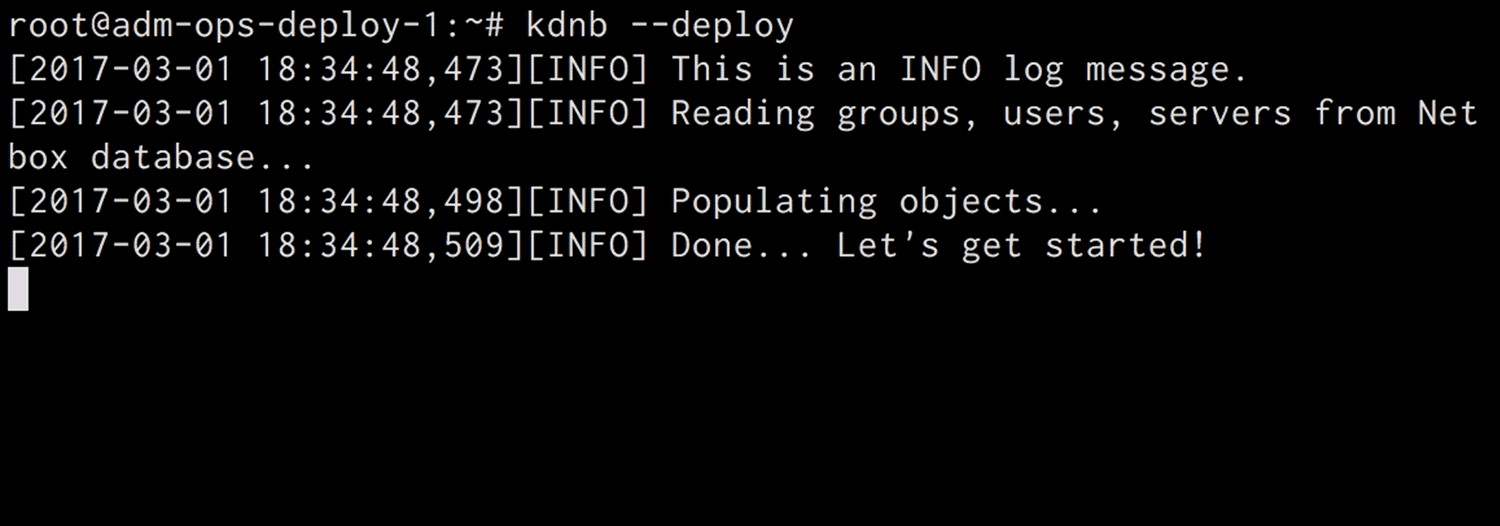 root@adm-ops-deploy-1:~# kdnb --deploy
[2017-03-01 18:34:48,473][INFO] This is an INFO log message.
[2017-03-01 18:34:48,473][INFO] Reading groups, users, servers from Net
box database...
[2017-03-01 18:34:48,498][INFO] Populating objects...
[2017-03-01 18:34:48,509][INFO] Done... Let's get started!